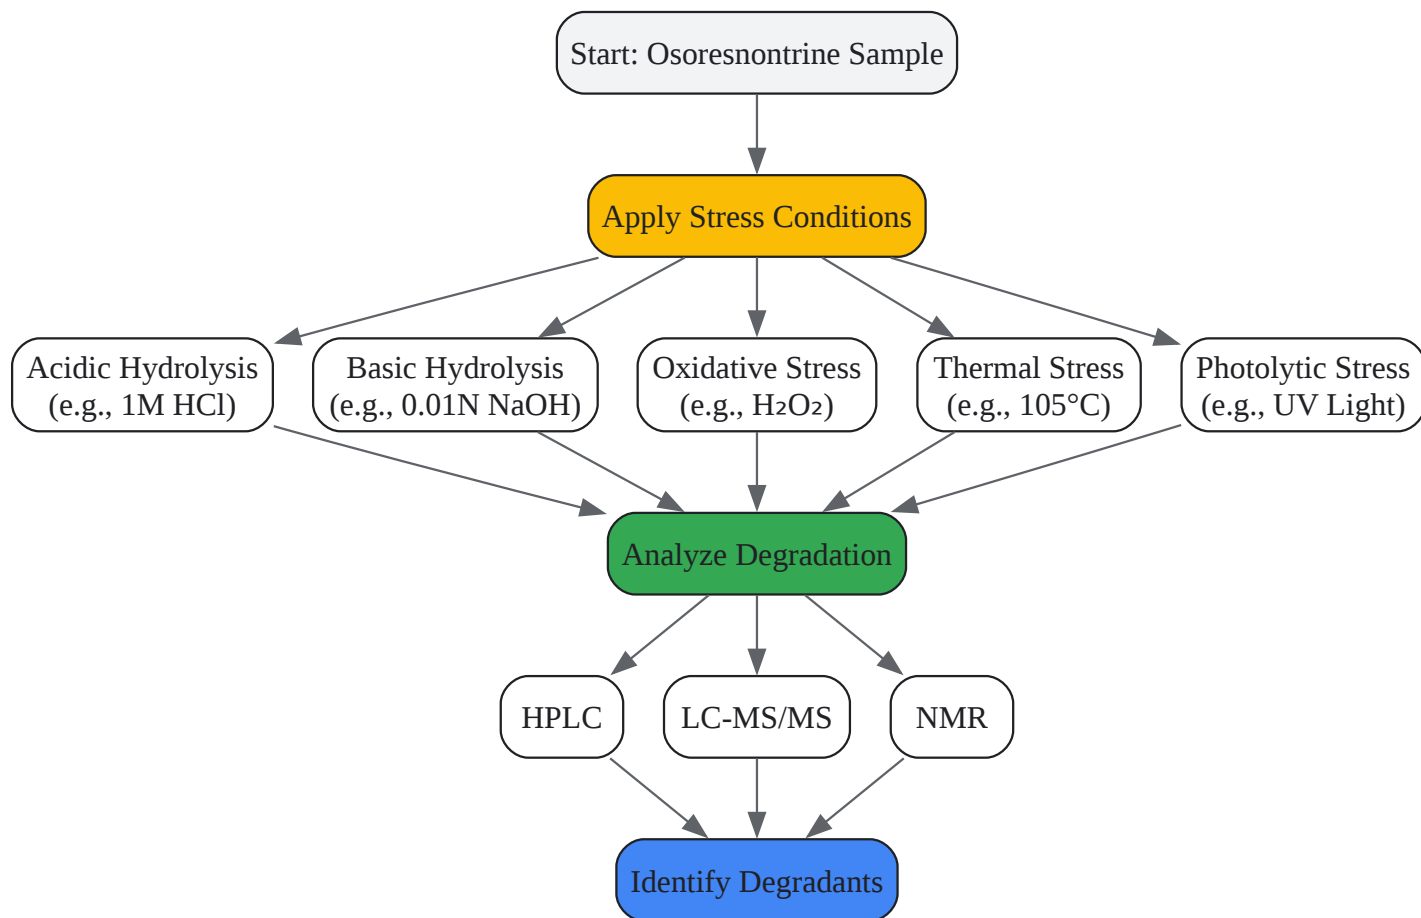 Start: Osoresnontrine Sample
Apply Stress Conditions
Acidic Hydrolysis
(e.g., 1M HCl)
Basic Hydrolysis
(e.g., 0.01N NaOH)
Oxidative Stress
(e.g., H₂O₂)
Thermal Stress
(e.g., 105°C)
Photolytic Stress
(e.g., UV Light)
Analyze Degradation
HPLC
LC-MS/MS
NMR
Identify Degradants